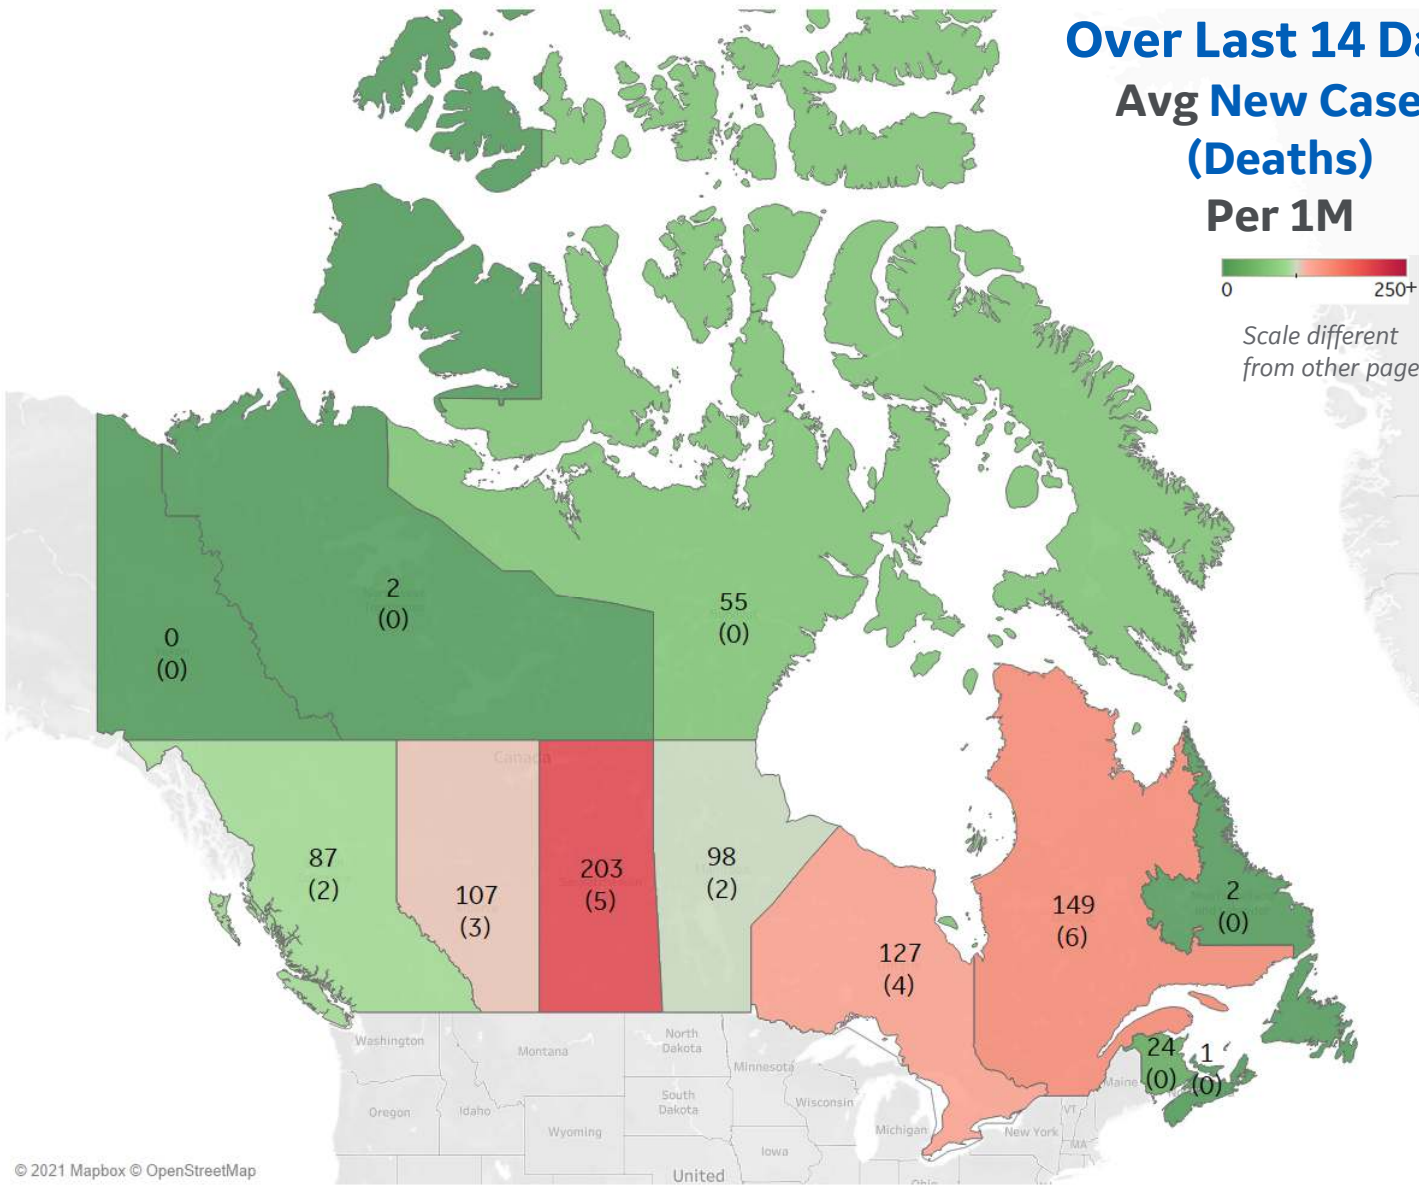 Over Last 14 Da
Avg New Case
(Deaths)
Per 1M
0
250+
Scale different
from other page
2
(0)
55
(0)
0
(0)
Canada
87
(2)
107
(3)
203
(5)
98
(2)
127
(4)
149
(6)
2
(0)
24
(0)
1
(0)
Washington
Montana
North
Dakota
Minnesota
Maine
Oregon
Idaho
South
Dakota
Wisconsin
Wyoming
Michigan
New York
VT
MA
Iowa
United
Ohio
© 2021 Mapbox © OpenStreetMap